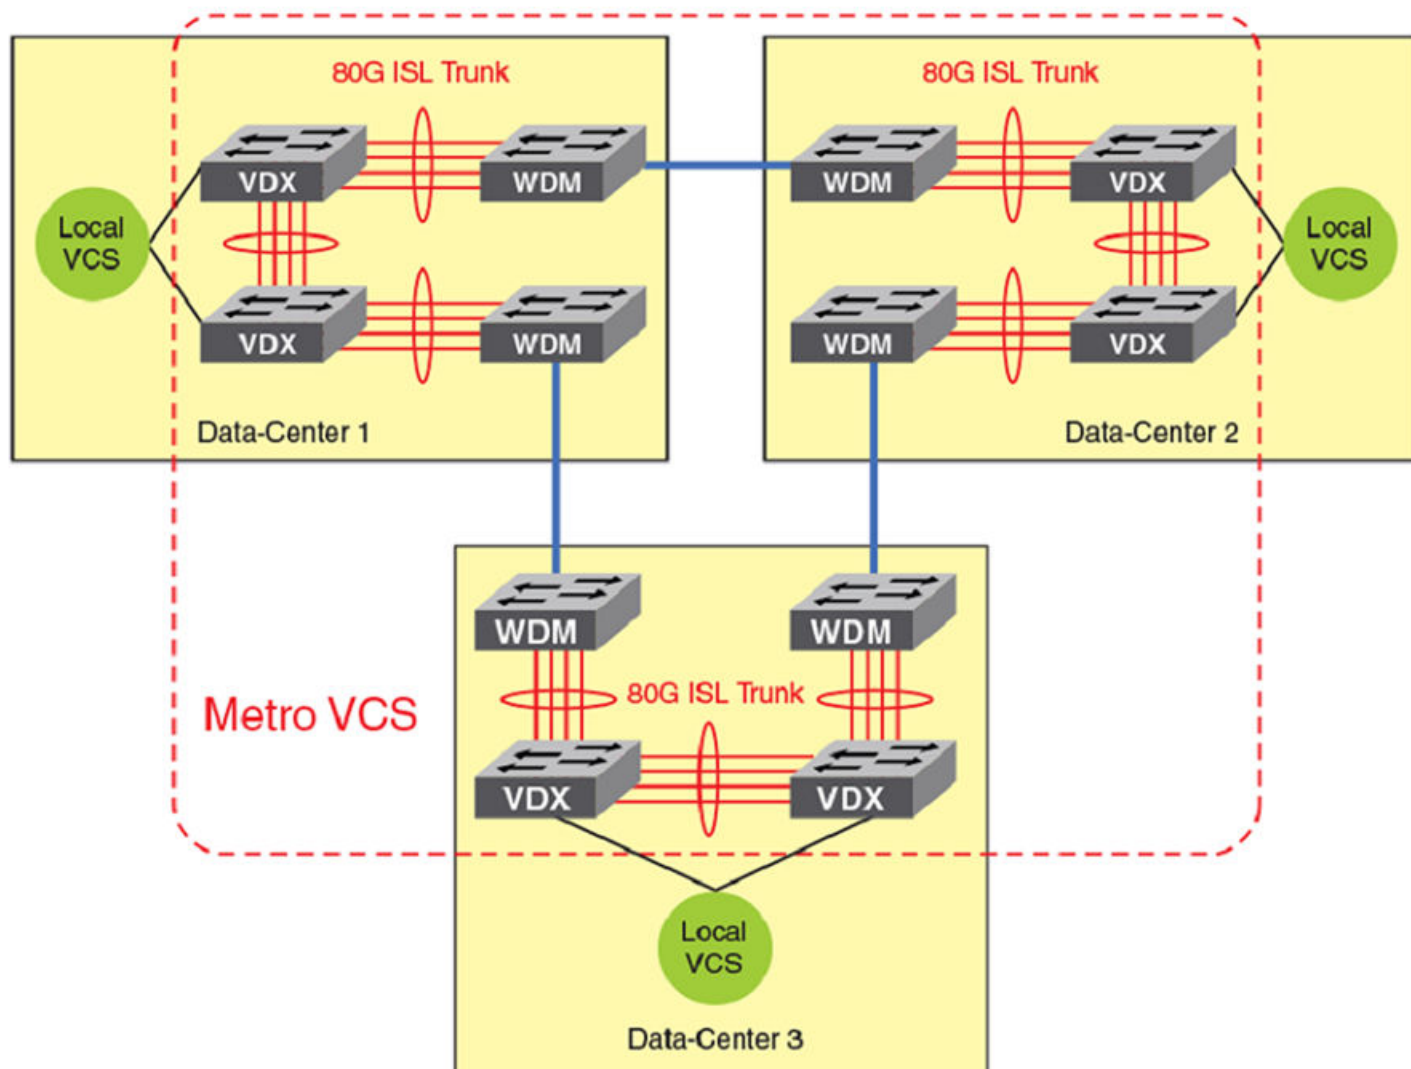 80G ISL Trunk
80G ISL Trunk
VDX
WDM
WDM
VDX
Local
VCS
Local
VCS
VDX
WDM
WDM
VDX
Data-Center 1
Data-Center 2
WDM
WDM
Metro VCS
80G ISL Trunk
VDX
VDX
Local
VCS
Data-Center 3